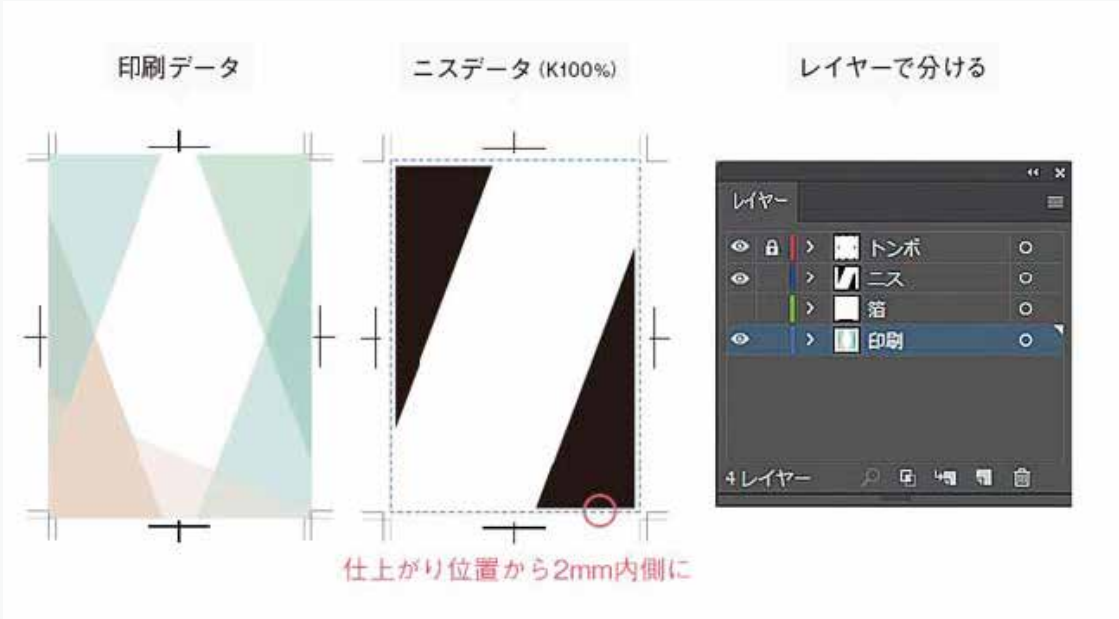 印刷データ
ニスデータ(K100%)
レイヤーで分ける
レイヤー
トンボ
ニス
箔
印刷
4レイヤー
仕上がり位置から2mm内側に